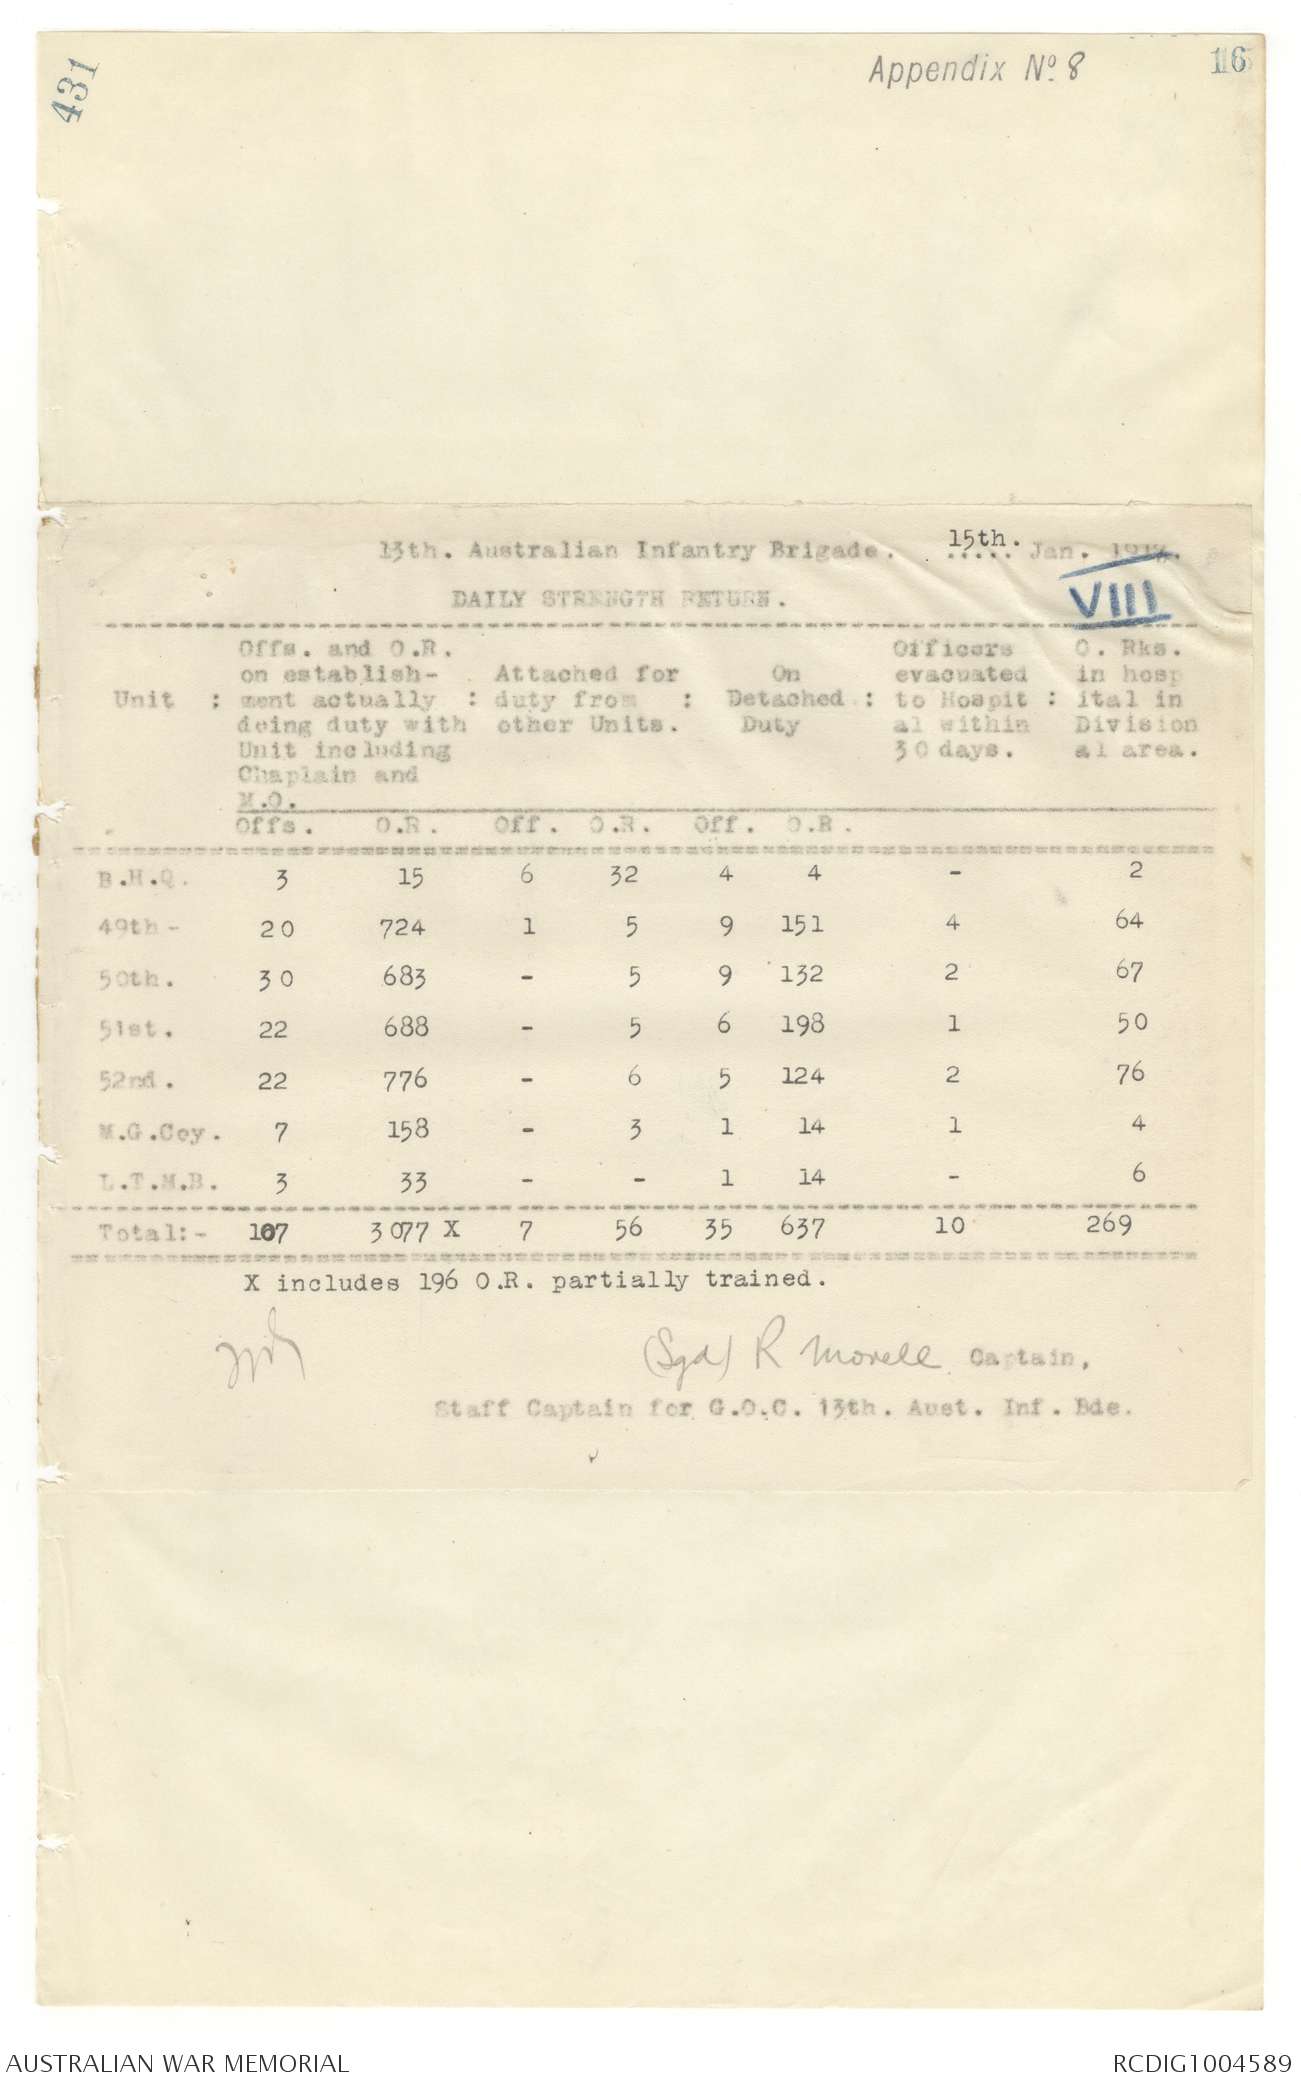 431
Appendix No. 8
16
13th. Australian Infantry Brigade. 15th. Jan. 1917.
VIII
DAILY STRENGTH RETURN.
Unit : Offs. and O.R. on establish- ment actually doing duty with Unit including Chaplain and M.O. : Attached for duty from other Units. : On Detached Duty : Officers evacuated to Hospit al within 30 days. : O. Rks. in hosp ital in Division al area.
Offs. O.R. Off. O.R. Off. O.R.
B.H.Q. 3 15 6 32 4 4 - 2
49th- 20 724 1 5 9 151 4 64
50th. 30 683 - 5 9 132 2 67
51st. 22 688 - 5 6 198 1 50
52nd. 22 776 - 6 5 124 2 76
M.G.Coy. 7 158 - 3 1 14 1 4
L.T.M.B. 3 33 - - 1 14 - 6
Total:- 107 3077 X 7 56 35 637 10 269
X includes 196 O.R. partially trained.
(Sgd) R Morell Captain,
Staff Captain for G.O.C. 13th. Aust. Inf. Bde.
AUSTRALIAN WAR MEMORIAL
RCDIG1004589